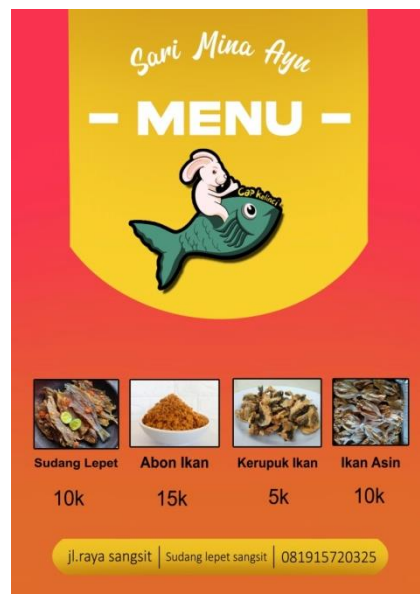 Sari Mina Ayu
- MENU -
Cap Kelinci
Sudang Lepet
Abon Ikan
Kerupuk Ikan
Ikan Asin
10k
15k
5k
10k
jl.raya sangsit | Sudang lepet sangsit | 081915720325